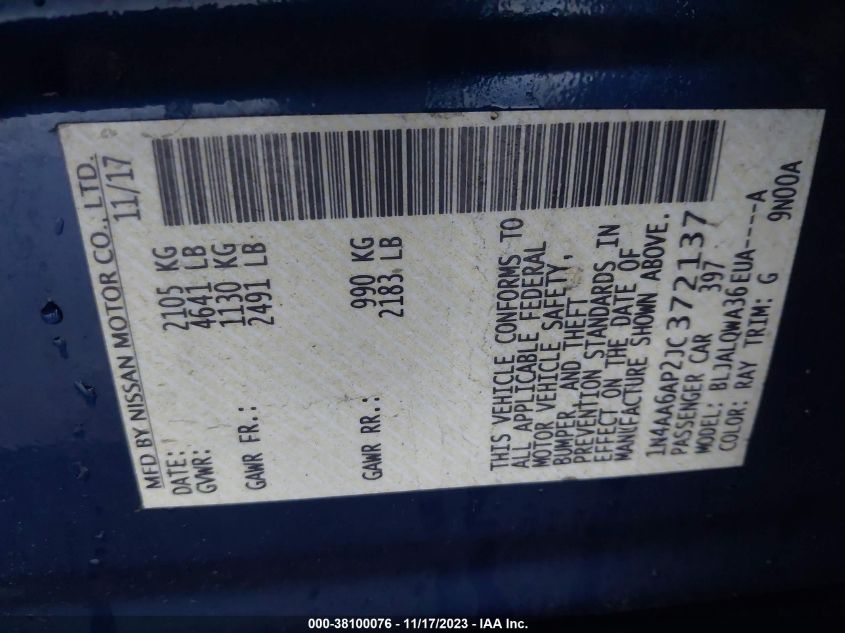 MFD BY NISSAN MOTOR CO., LTD.
DATE: 11/17
GVWR: 2105 KG
4641 LB
GAWR FR.: 1130 KG
2491 LB
GAWR RR.: 990 KG
2183 LB
THIS VEHICLE CONFORMS TO
ALL APPLICABLE FEDERAL
MOTOR VEHICLE SAFETY,
BUMPER, AND THEFT
PREVENTION STANDARDS IN
EFFECT ON THE DATE OF
MANUFACTURE SHOWN ABOVE.
1N4AA6AP2JC372137
PASSENGER CAR 397
MODEL: BLJALQWA36EUA----A
COLOR: RAY TRIM: G 9N00A
000-38100076 - 11/17/2023 - IAA Inc.